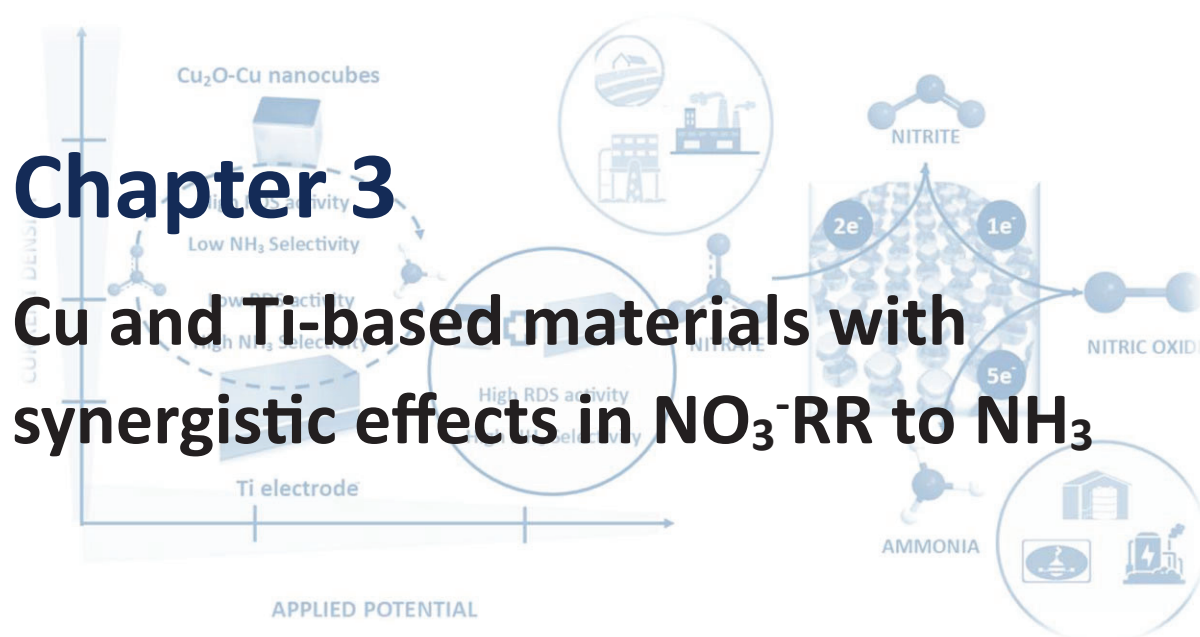 Cu₂O-Cu nanocubes
NITRITE
Chapter 3
2e⁻
1e⁻
Low NH₃ Selectivity
Cu and Ti-based materials with
NITRATE
NITRIC OXID
5e⁻
High RDS activity
synergistic effects in NO₃⁻RR to NH₃
Ti electrode
AMMONIA
APPLIED POTENTIAL